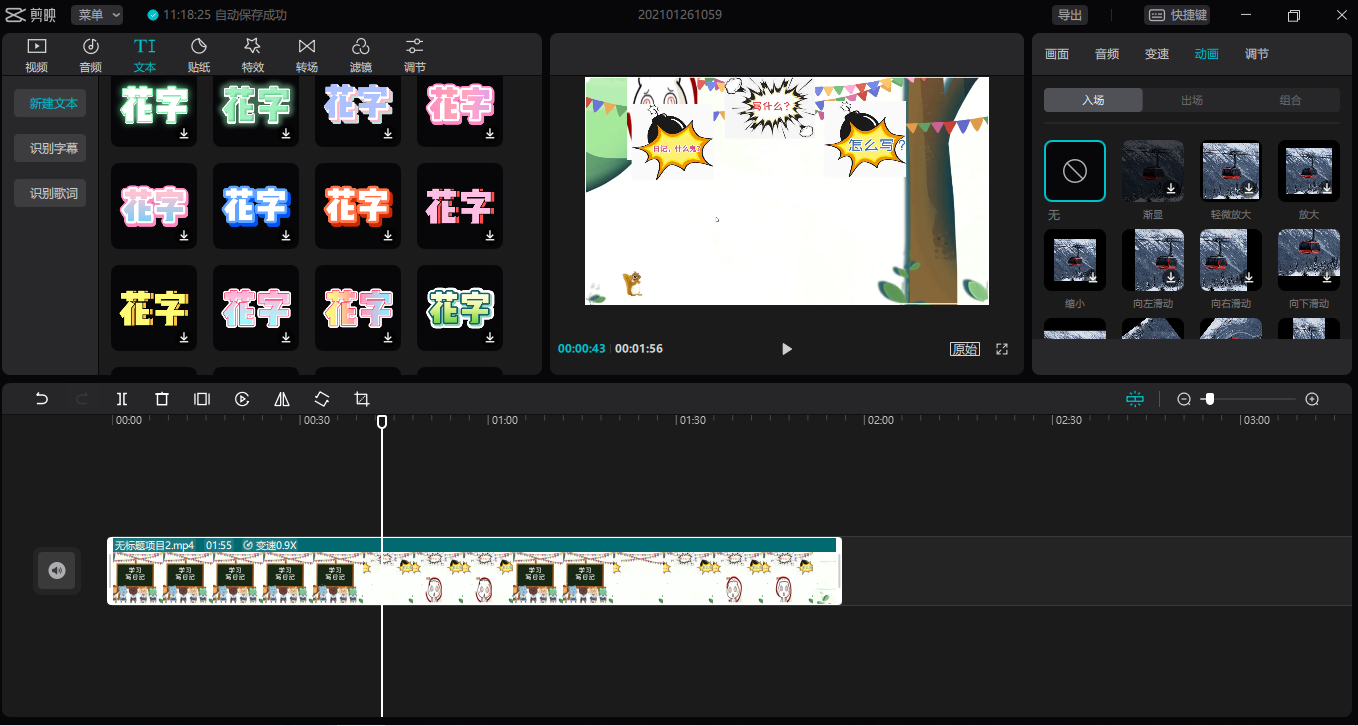 剪映 菜单 11:18:25 自动保存成功 202101261059 导出 快捷键
视频 音频 文本 贴纸 特效 转场 滤镜 调节
新建文本
识别字幕
识别歌词
花字 花字 花字 花字
花字 花字 花字 花字
花字 花字 花字 花字
写什么?
日记,什么鬼?
怎么写?
00:00:43 00:01:56 原始
画面 音频 变速 动画 调节
入场 出场 组合
无 渐显 轻微放大 放大
缩小 向左滑动 向右滑动 向下滑动
00:00 00:30 01:00 01:30 02:00 02:30 03:00
无标题项目2.mp4 01:55 变速0.9X
学习 学习 学习 学习 学习 学习 学习
写日记 写日记 写日记 写日记 写日记 写日记 写日记